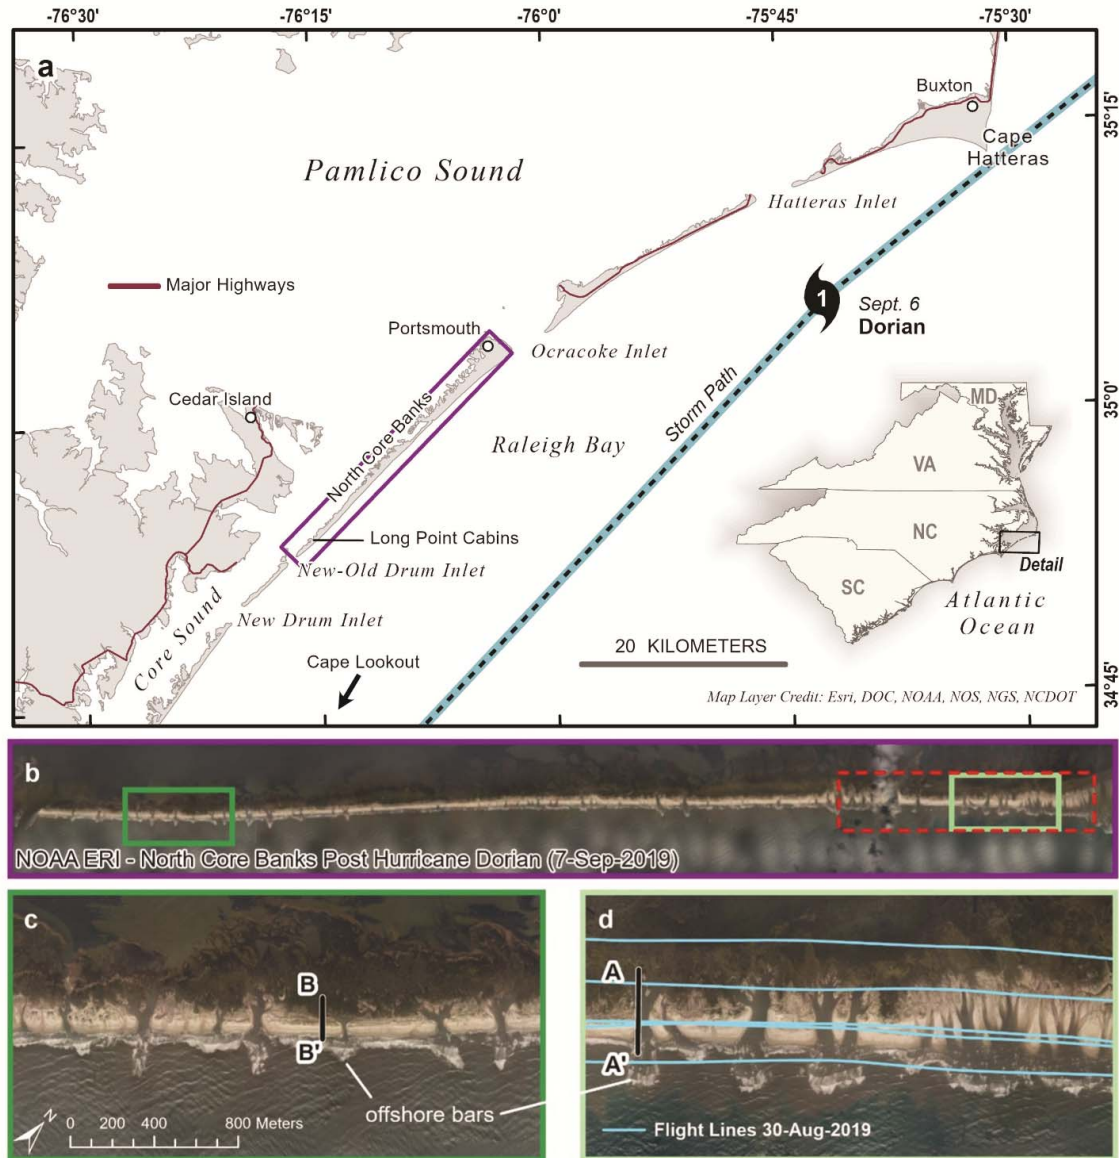 -76°30'
-76°15'
-76°0'
-75°45'
-75°30'
a
Buxton
Cape
Hatteras
35°15'
Pamlico Sound
Hatteras Inlet
Major Highways
1
Sept. 6
Dorian
Portsmouth
Ocracoke Inlet
Cedar Island
North Core Banks
Raleigh Bay
Storm Path
35°0'
MD
VA
NC
SC
Detail
Atlantic
Ocean
Long Point Cabins
New-Old Drum Inlet
New Drum Inlet
Core Sound
Cape Lookout
20 KILOMETERS
34°45'
Map Layer Credit: Esri, DOC, NOAA, NOS, NGS, NCDOT
b
NOAA ERI - North Core Banks Post Hurricane Dorian (7-Sep-2019)
c
B
B'
offshore bars
N
0 200 400 800 Meters
d
A
A'
Flight Lines 30-Aug-2019